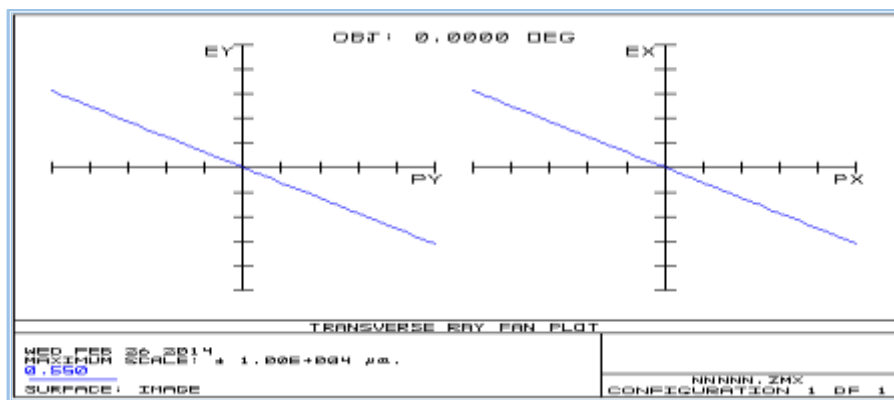 OBJ: 0.0000 DEG
EY
EX
PY
PX
TRANSVERSE RAY FAN PLOT
WED FEB 26 2014
MAXIMUM SCALE: ± 1.00E+004 µm.
0.550
SURFACE: IMAGE
NNNNN.ZMX
CONFIGURATION 1 OF 1